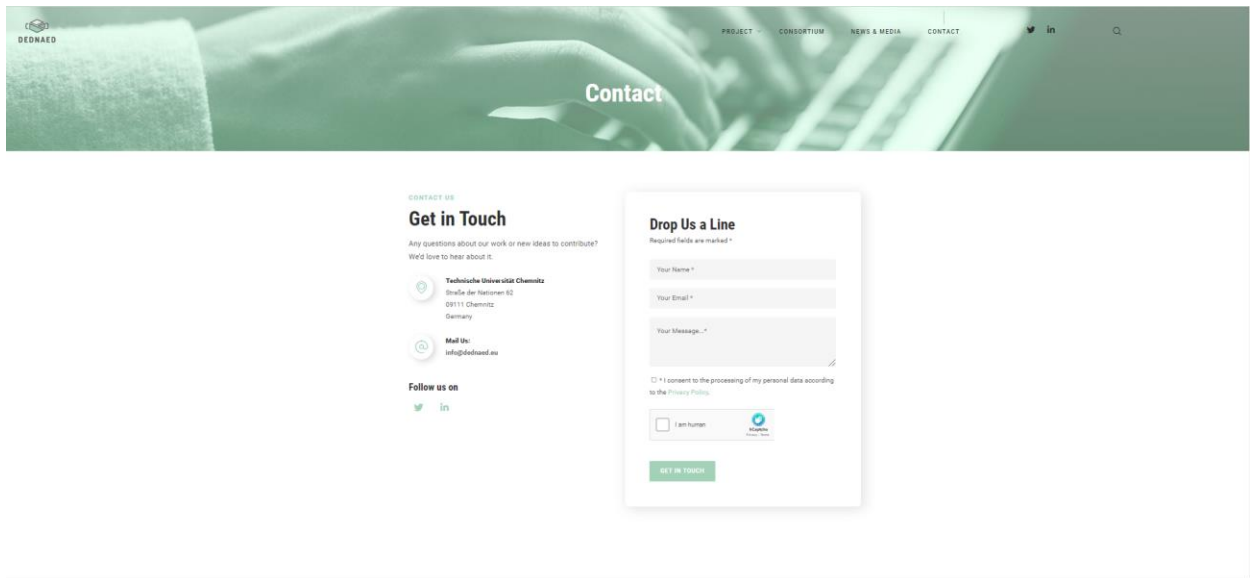 DEDNAED
PROJECT
CONSORTIUM
NEWS & MEDIA
CONTACT
Contact
CONTACT US
Get in Touch
Any questions about our work or new ideas to contribute?
We'd love to hear about it.
Technische Universität Chemnitz
Straße der Nationen 62
09111 Chemnitz
Germany
Mail Us:
info@dednaed.eu
Follow us on
Drop Us a Line
Required fields are marked *
Your Name *
Your Email *
Your Message...*
* I consent to the processing of my personal data according
to the Privacy Policy.
I am human
hCaptcha
Privacy - Terms
GET IN TOUCH